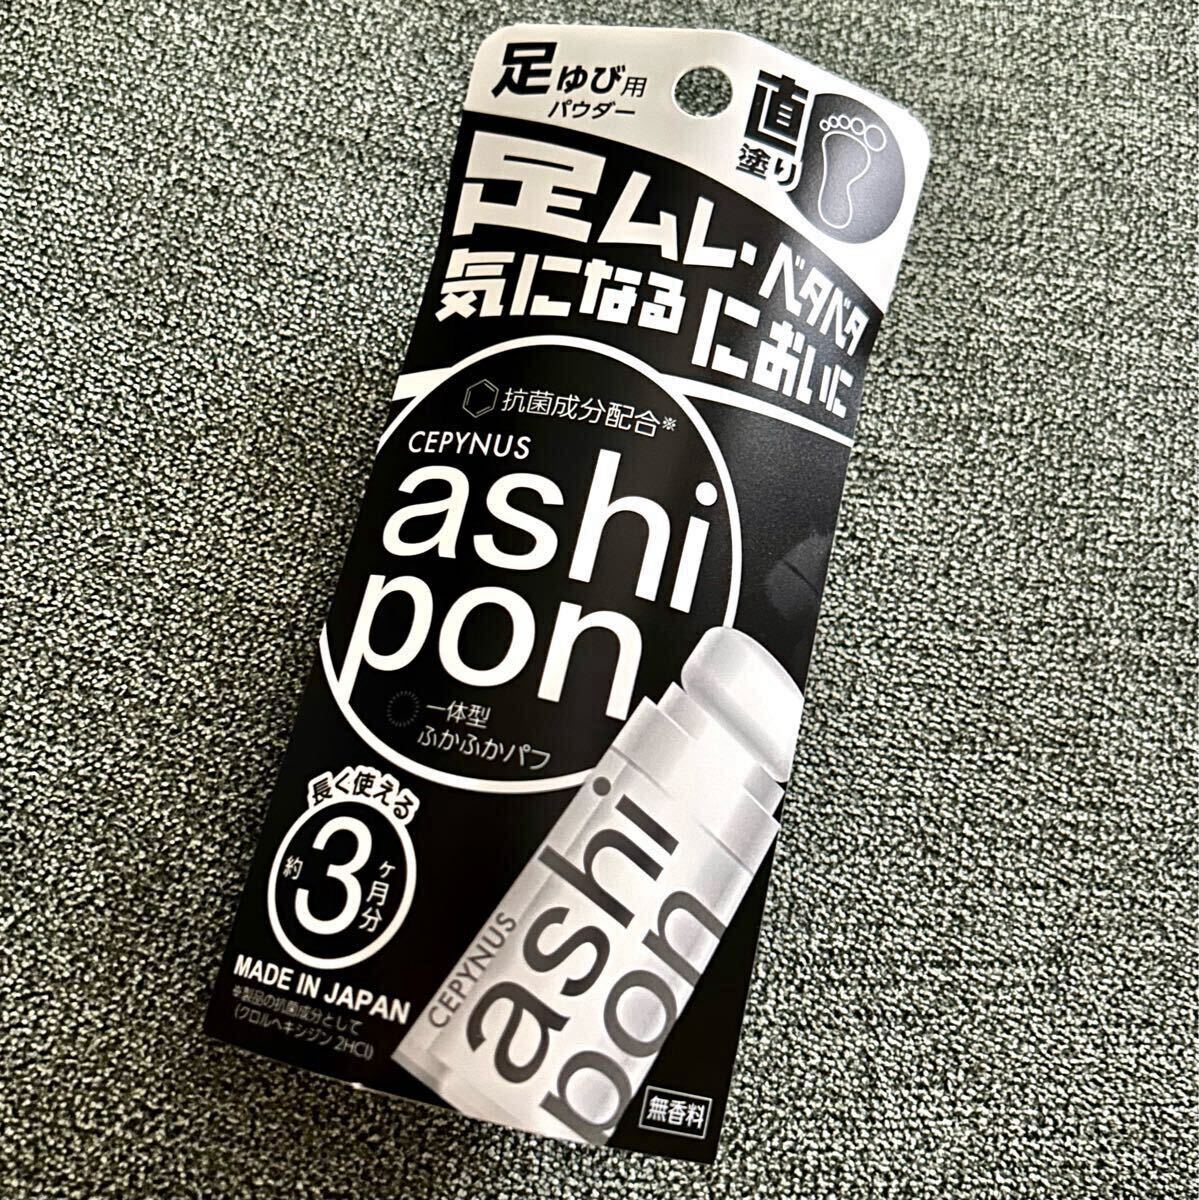 足ゆび用
パウダー
直
塗り
足ムレ・ベタベタ
気になるにおいに
抗菌成分配合※
CEPYNUS
ashi
pon
一体型
ふかふかパフ
長く使える
約3ヶ月分
MADE IN JAPAN
※製品の抗菌成分として
(クロルヘキシジン2HCl)
CEPYNUS
ashi
pon
無香料